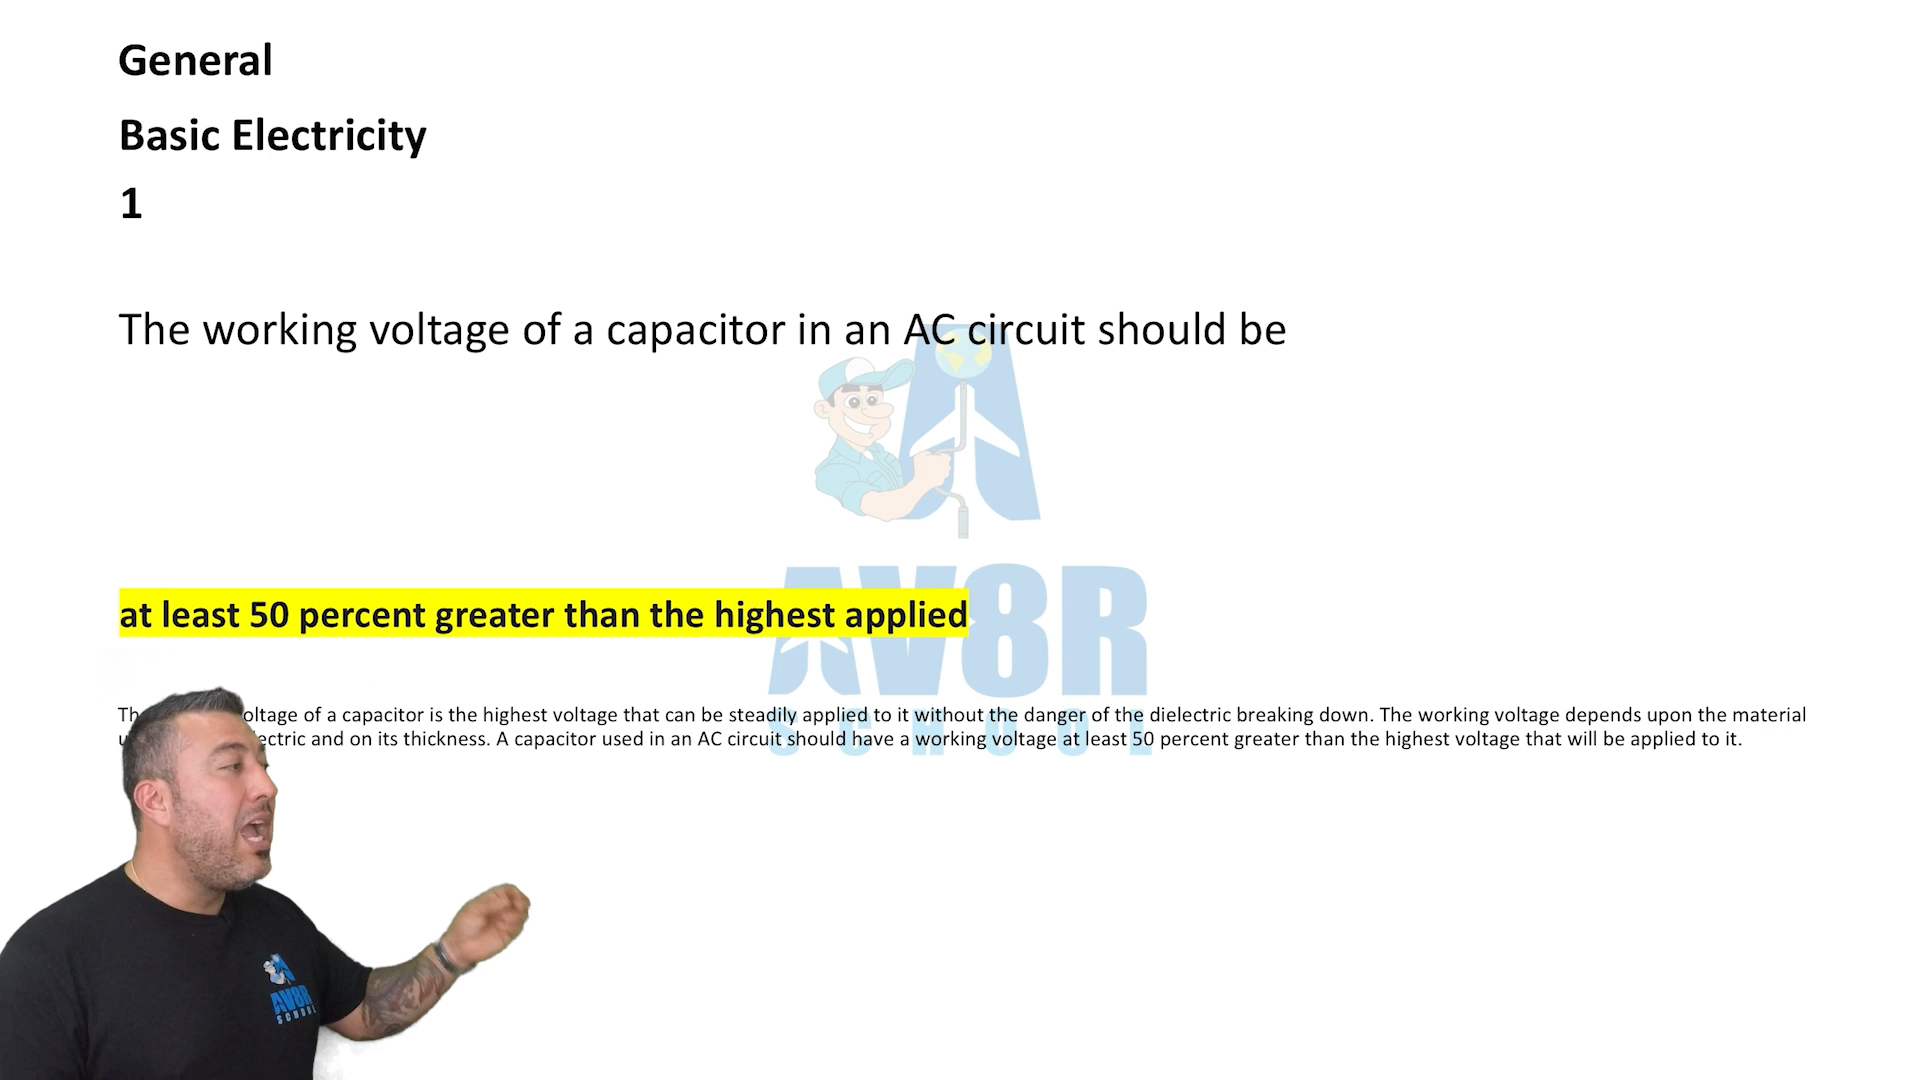 General
Basic Electricity
1
The working voltage of a capacitor in an AC circuit should be
at least 50 percent greater than the highest applied
AV8R
SCHOOL
oltage of a capacitor is the highest voltage that can be steadily applied to it without the danger of the dielectric breaking down. The working voltage depends upon the material
ectric and on its thickness. A capacitor used in an AC circuit should have a working voltage at least 50 percent greater than the highest voltage that will be applied to it.
AV8R
SCHOOL